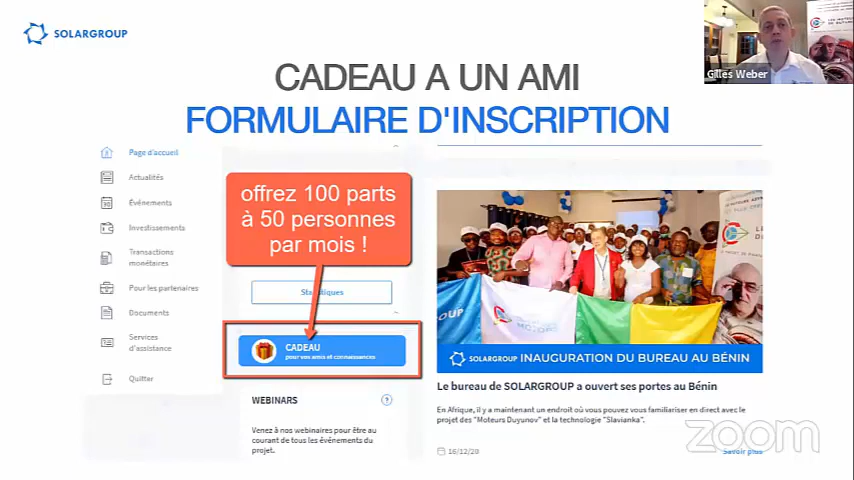 SOLARGROUP
Gilles Weber
CADEAU A UN AMI
FORMULAIRE D'INSCRIPTION
Page d'accueil
Actualités
Événements
Investissements
Transactions
monétaires
Pour les partenaires
Documents
Services
d'assistance
Quitter
offrez 100 parts
à 50 personnes
par mois !
CADEAU
pour vos amis et connaissances
WEBINARS
?
Venez à nos webinaires pour être au
courant de tous les événements du
projet.
SOLARGROUP INAUGURATION DU BUREAU AU BÉNIN
Le bureau de SOLARGROUP a ouvert ses portes au Bénin
En Afrique, il y a maintenant un endroit où vous pouvez vous familiariser en direct avec le
projet des "Moteurs Duyunov" et la technologie "Slavianka".
16/12/20
Savoir plus
zoom